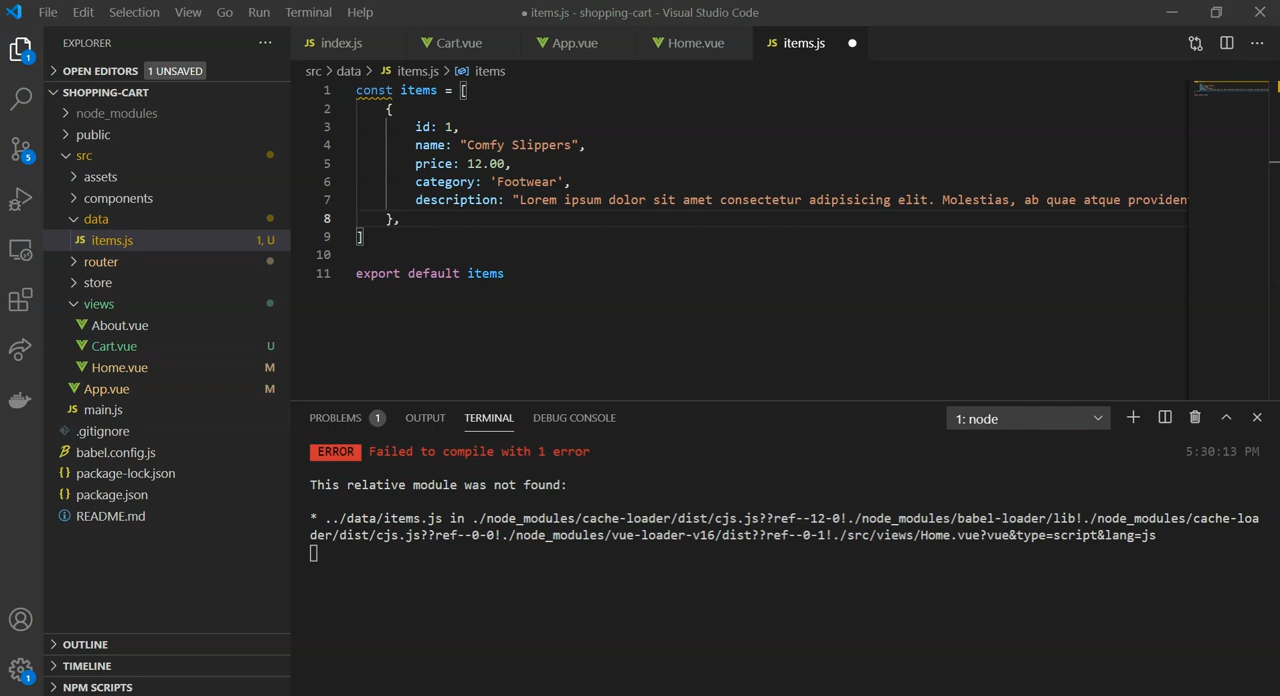 File Edit Selection View Go Run Terminal Help
● items.js - shopping-cart - Visual Studio Code
EXPLORER
OPEN EDITORS 1 UNSAVED
SHOPPING-CART
node_modules
public
src
assets
components
data
JS items.js 1, U
router
store
views
About.vue
Cart.vue U
Home.vue M
App.vue M
JS main.js
.gitignore
babel.config.js
{} package-lock.json
{} package.json
README.md
OUTLINE
TIMELINE
NPM SCRIPTS
1
5
1
JS index.js Cart.vue App.vue Home.vue JS items.js ●
src > data > JS items.js > items
1 const items = [
2 {
3 id: 1,
4 name: "Comfy Slippers",
5 price: 12.00,
6 category: 'Footwear',
7 description: "Lorem ipsum dolor sit amet consectetur adipisicing elit. Molestias, ab quae atque provident
8 },
9 ]
10
11 export default items
PROBLEMS 1 OUTPUT TERMINAL DEBUG CONSOLE 1: node
ERROR Failed to compile with 1 error 5:30:13 PM
This relative module was not found:
* ../data/items.js in ./node_modules/cache-loader/dist/cjs.js??ref--12-0!./node_modules/babel-loader/lib!./node_modules/cache-loa
der/dist/cjs.js??ref--0-0!./node_modules/vue-loader-v16/dist??ref--0-1!./src/views/Home.vue?vue&type=script&lang=js